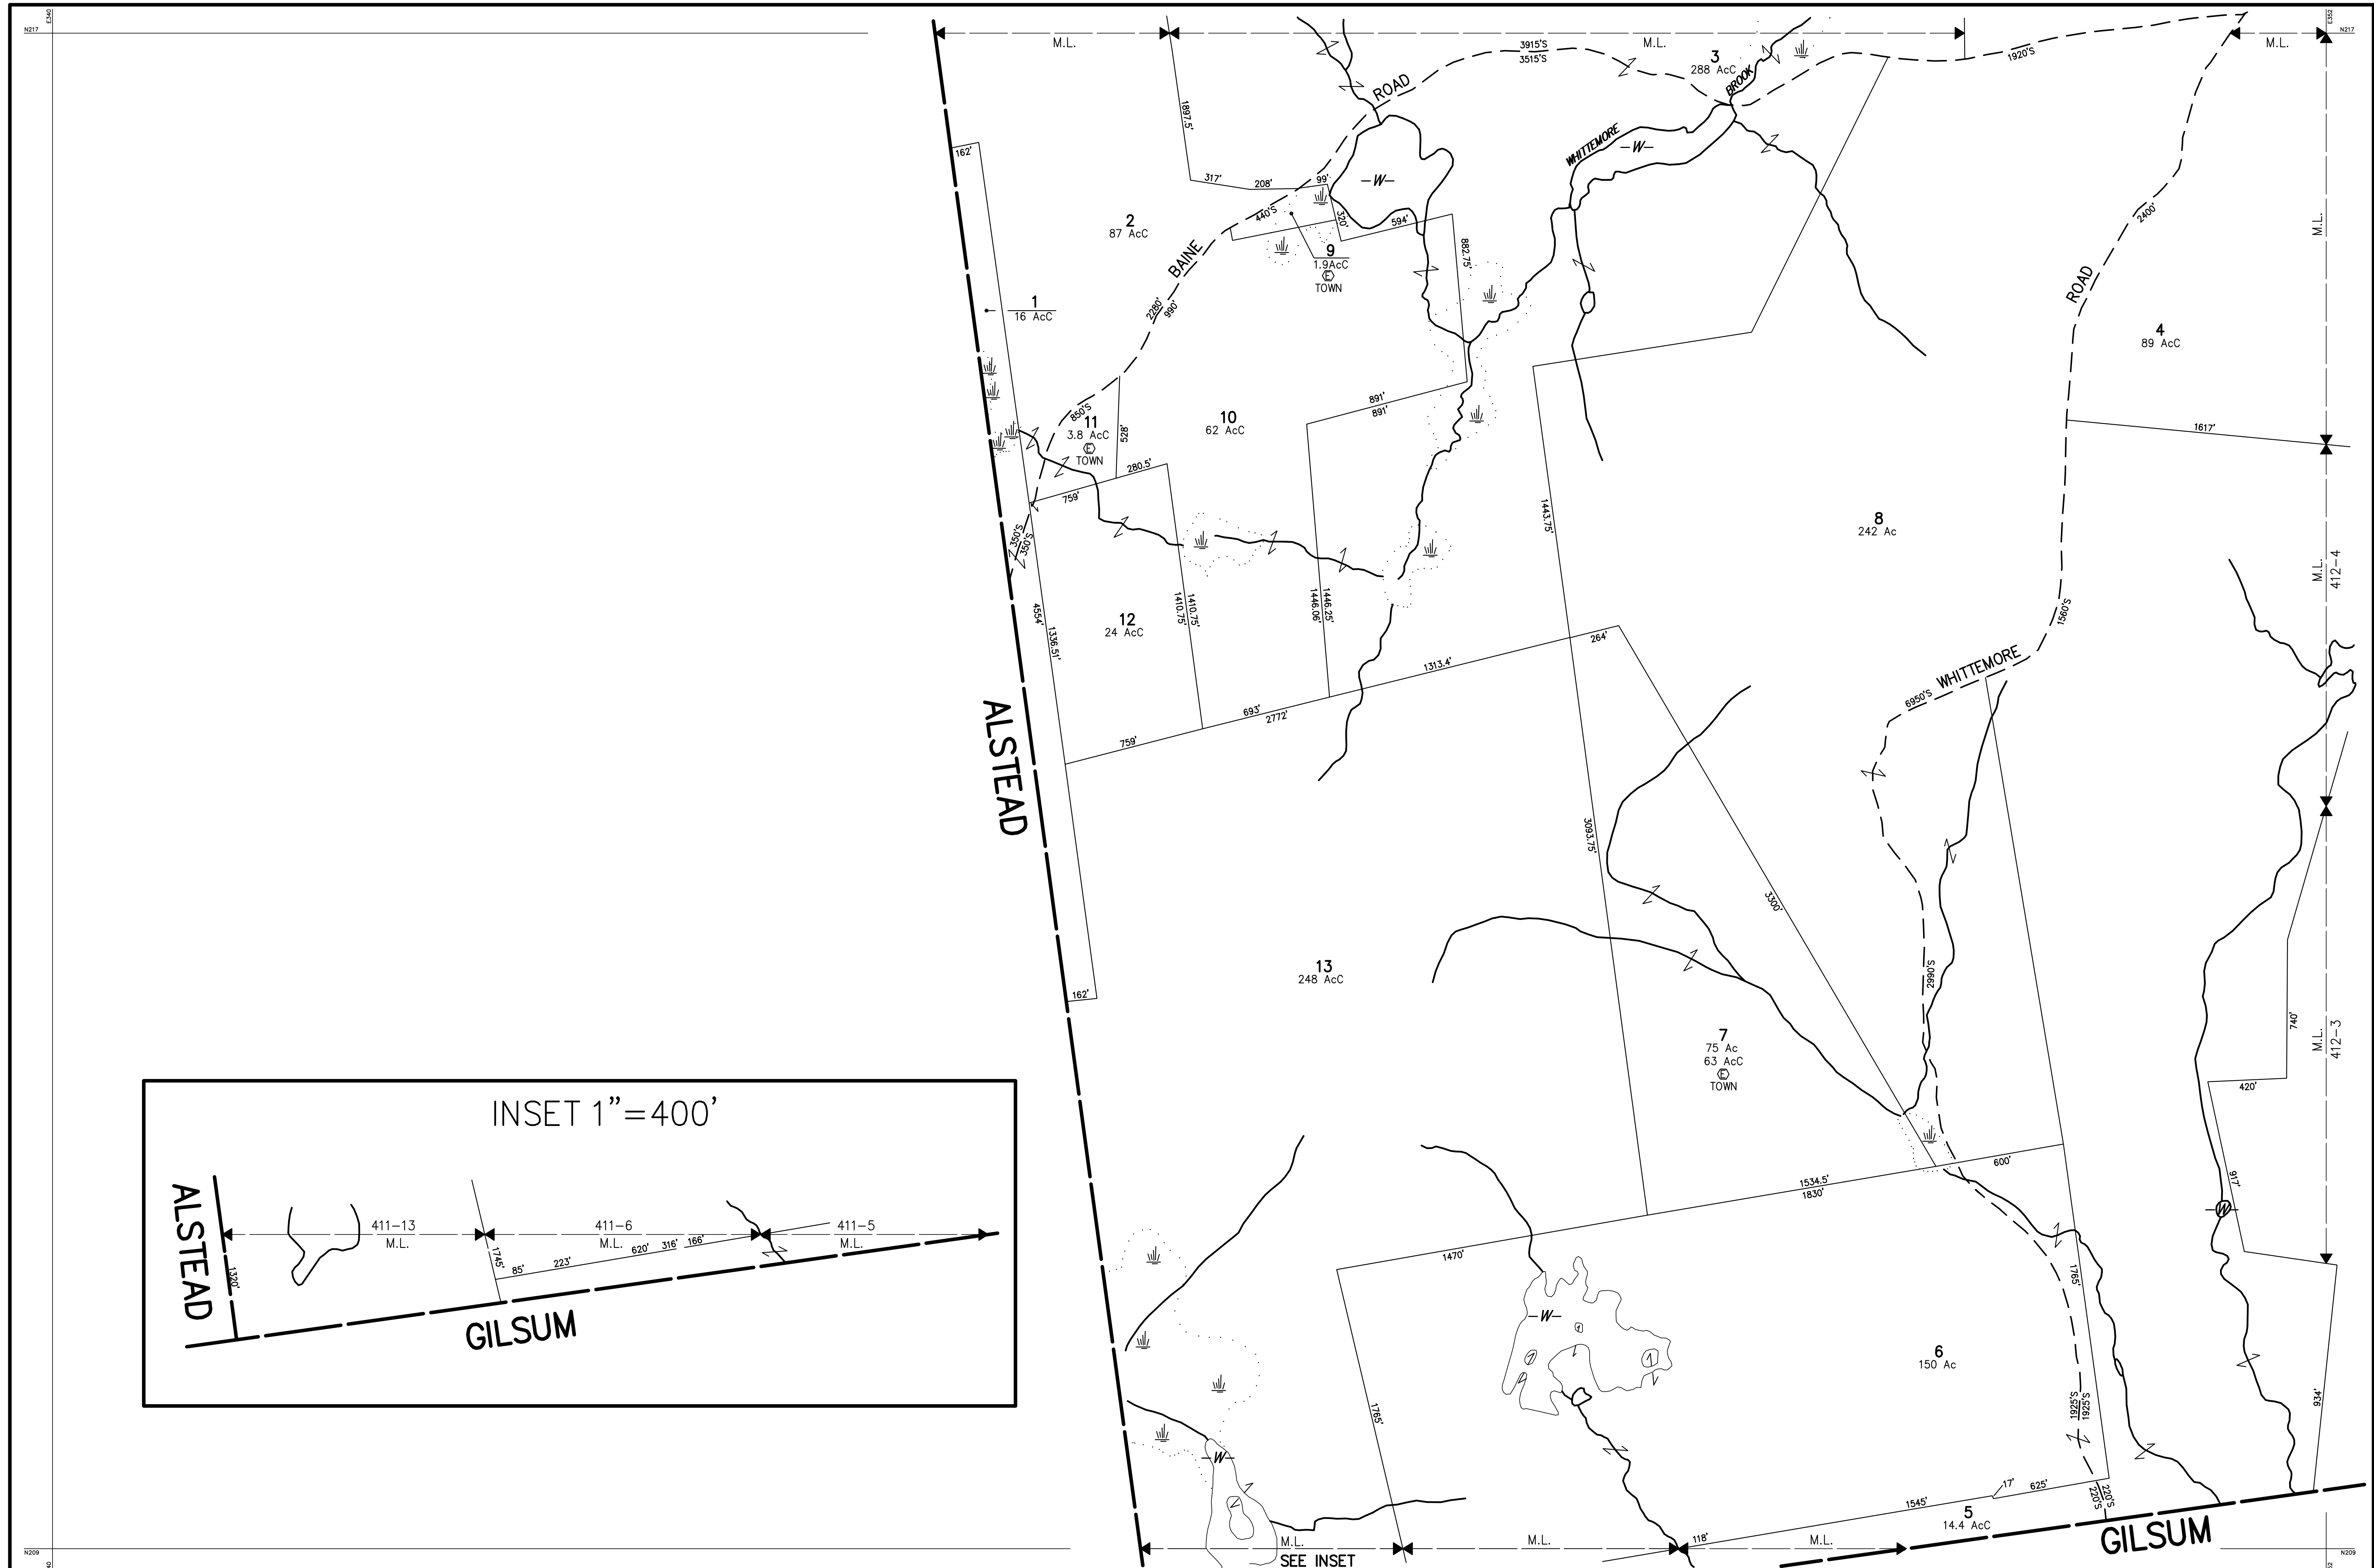 N217
E340
M.L.
M.L.
3915'S
3515'S
3
288 AcC
1920'S
M.L.
E352
N217
ROAD
BROOK
WHITTEMORE
-W-
-W-
1897.5'
162'
317'
208'
99'
440'S
320'
594'
882.75'
2
87 AcC
BAINE
9
1.9AcC
E
TOWN
2280'
990'
1
16 AcC
2400'
M.L.
ROAD
4
89 AcC
1617'
850'S
11
3.8 AcC
E
TOWN
528'
10
62 AcC
891'
891'
280.5'
759'
350'S
350'S
1443.75'
8
242 Ac
M.L.
412-4
1560'S
4554'
1336.51'
12
24 AcC
1410.75'
1410.75'
1446.06'
1446.25'
264'
1313.4'
693'
2772'
759'
WHITTEMORE
6950'S
ALSTEAD
3093.75'
3300'
2990'S
13
248 AcC
162'
7
75 Ac
63 AcC
E
TOWN
740'
M.L.
412-3
420'
917'
W
600'
1534.5'
1830'
1470'
1765'
-W-
6
150 Ac
1925'S
1925'S
934'
1765'
-W-
17'
625'
1545'
220'S
220'S
5
14.4 AcC
118'
GILSUM
M.L.
M.L.
M.L.
SEE INSET
N209
N209
INSET 1"=400'
ALSTEAD
1320'
411-13
M.L.
411-6
M.L.
411-5
M.L.
1745'
85'
223'
620'
316'
166'
GILSUM
40
52